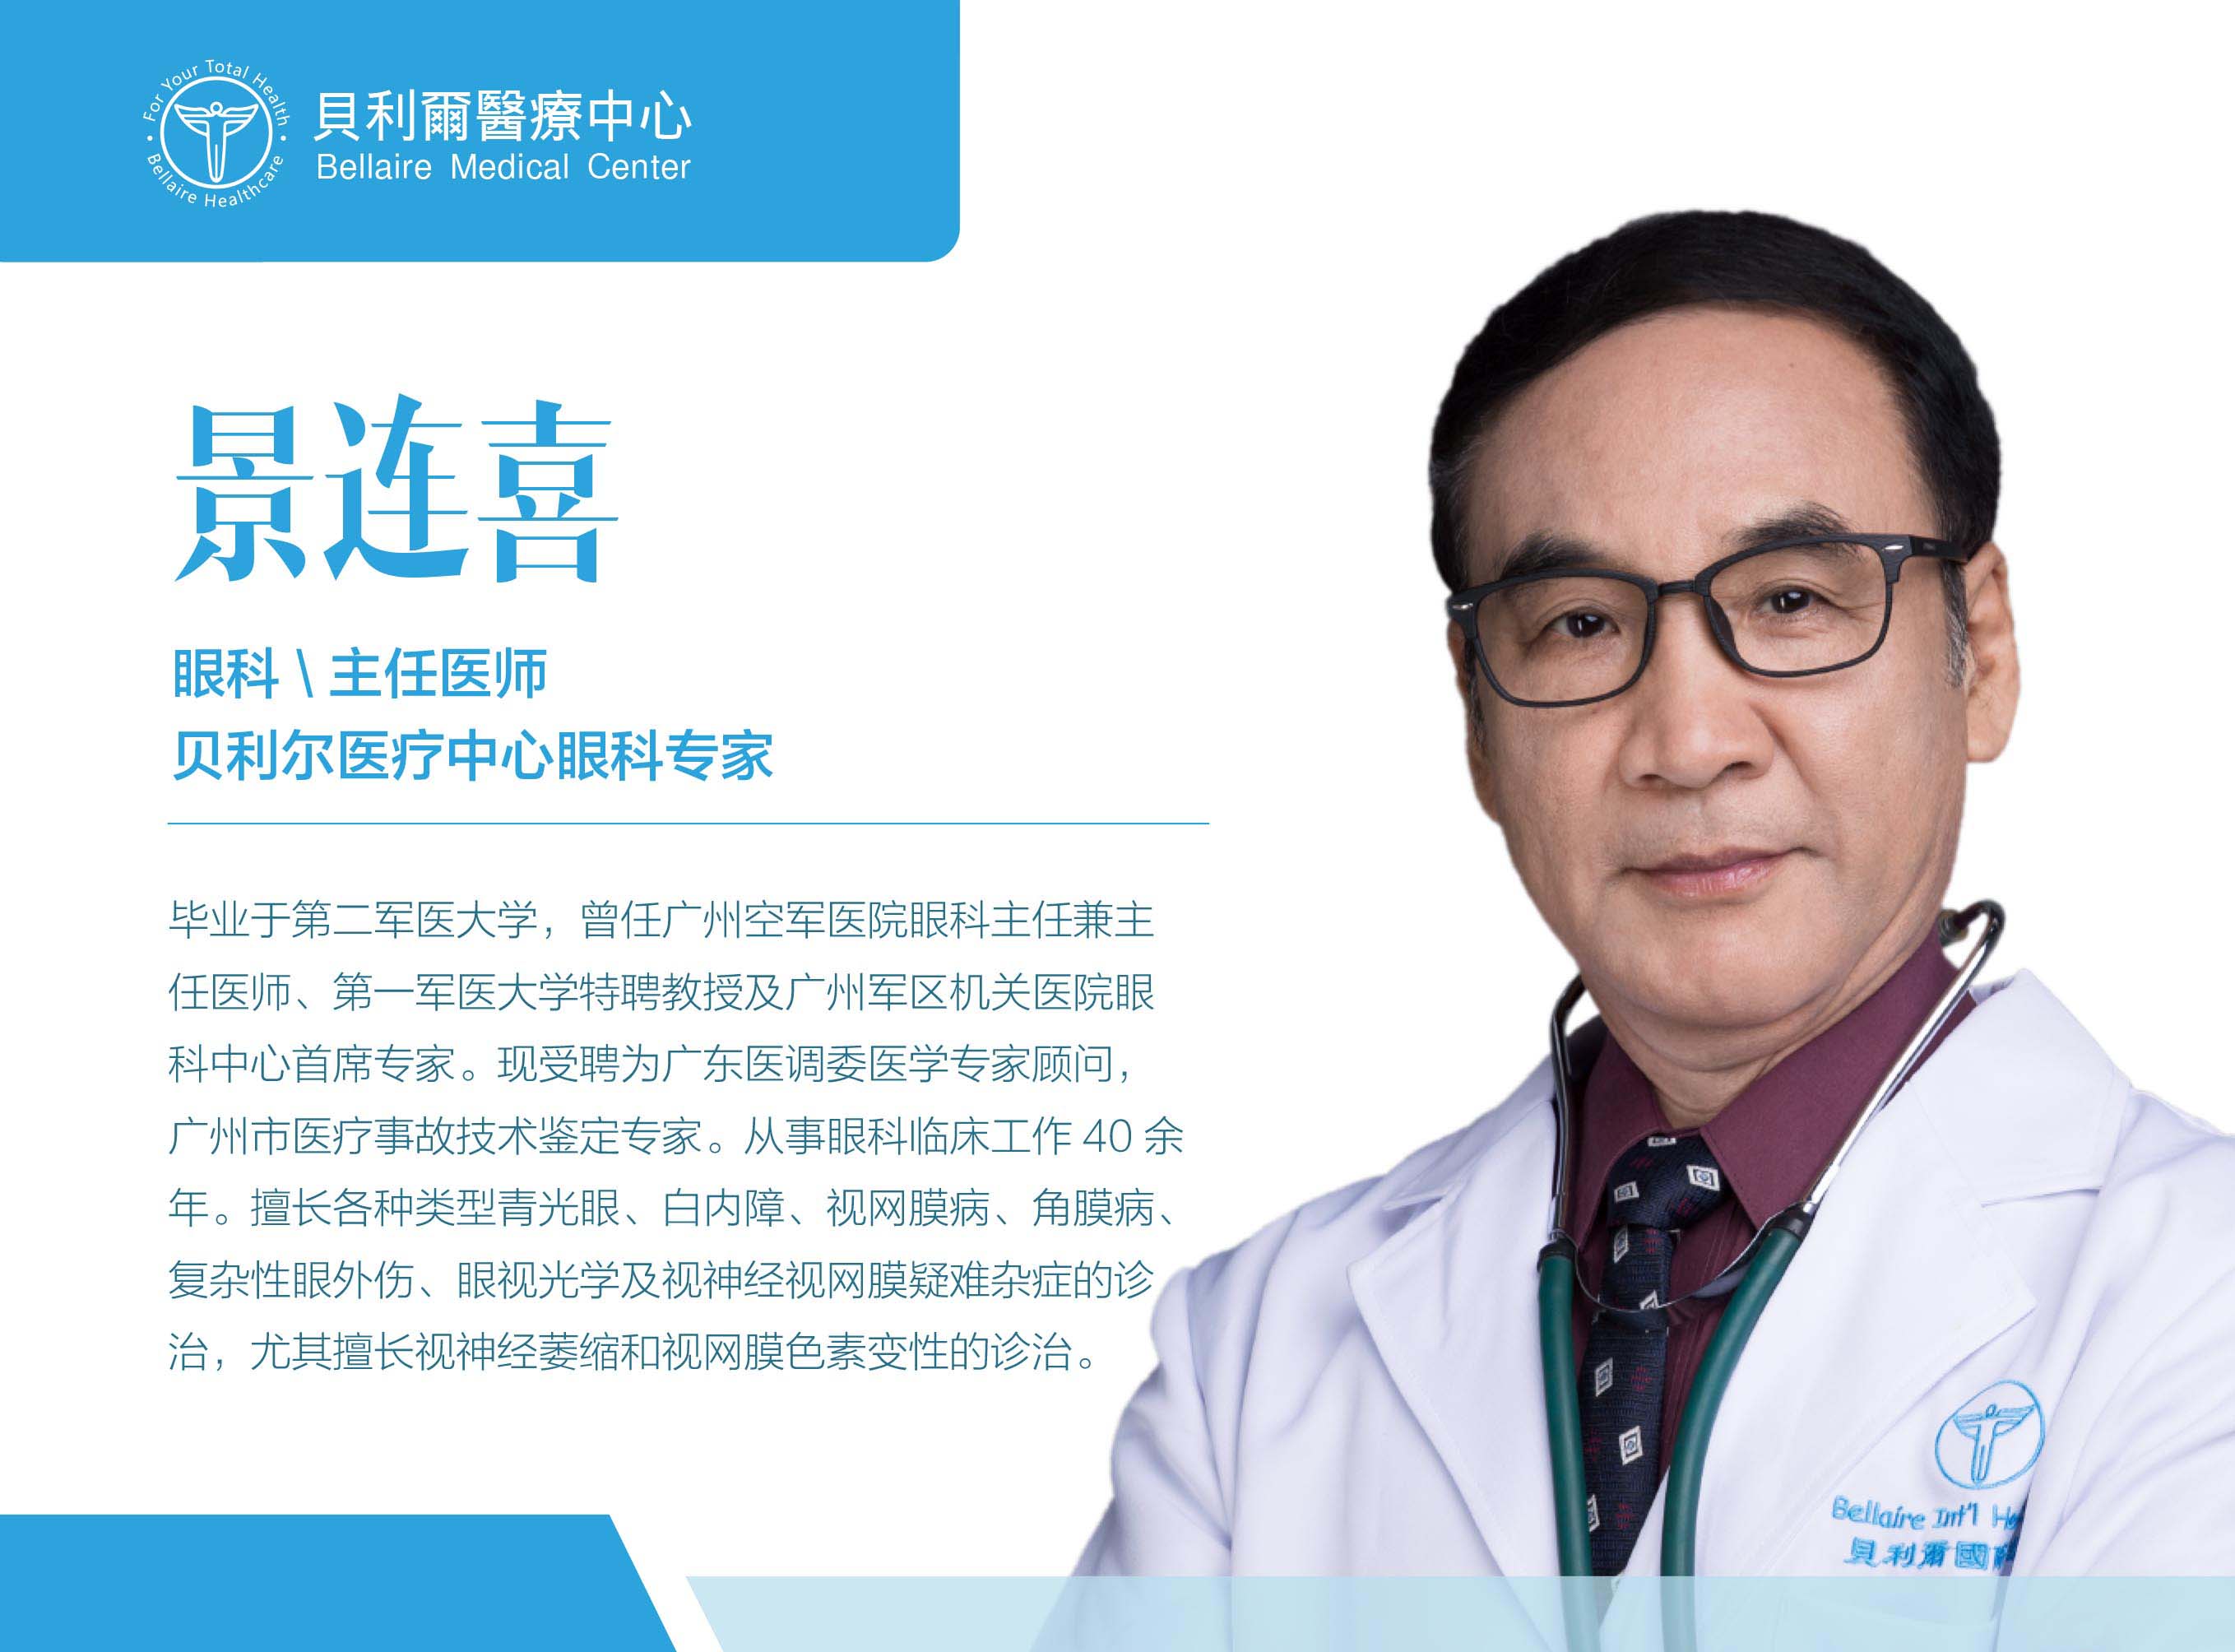 For Your Total Health
Bellaire Healthcare
貝利爾醫療中心
Bellaire Medical Center
景连喜
眼科 \ 主任医师
贝利尔医疗中心眼科专家
毕业于第二军医大学，曾任广州空军医院眼科主任兼主
任医师、第一军医大学特聘教授及广州军区机关医院眼
科中心首席专家。现受聘为广东医调委医学专家顾问，
广州市医疗事故技术鉴定专家。从事眼科临床工作 40 余
年。擅长各种类型青光眼、白内障、视网膜病、角膜病、
复杂性眼外伤、眼视光学及视神经视网膜疑难杂症的诊
治，尤其擅长视神经萎缩和视网膜色素变性的诊治。
Bellaire Int'l
貝利爾國